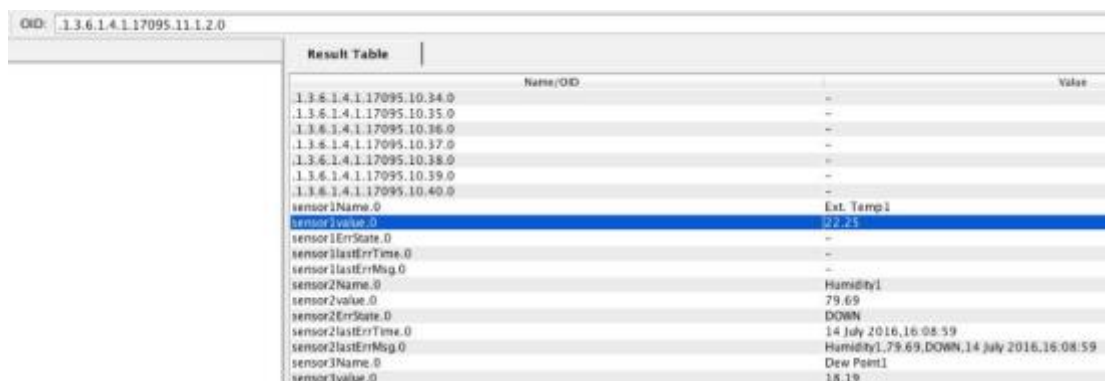 OID: .1.3.6.1.4.1.17095.11.1.2.0
Result Table
Name/OID Value
.1.3.6.1.4.1.17095.10.34.0 -
.1.3.6.1.4.1.17095.10.35.0 -
.1.3.6.1.4.1.17095.10.36.0 -
.1.3.6.1.4.1.17095.10.37.0 -
.1.3.6.1.4.1.17095.10.38.0 -
.1.3.6.1.4.1.17095.10.39.0 -
.1.3.6.1.4.1.17095.10.40.0 -
sensor1Name.0 Ext. Temp1
sensor1value.0 22.25
sensor1ErrState.0 -
sensor1lastErrTime.0 -
sensor1lastErrMsg.0 -
sensor2Name.0 Humidity1
sensor2value.0 79.69
sensor2ErrState.0 DOWN
sensor2lastErrTime.0 14 July 2016,16:08:59
sensor2lastErrMsg.0 Humidity1,79.69,DOWN,14 July 2016,16:08:59
sensor3Name.0 Dew Point1
sensor3value.0 18.19